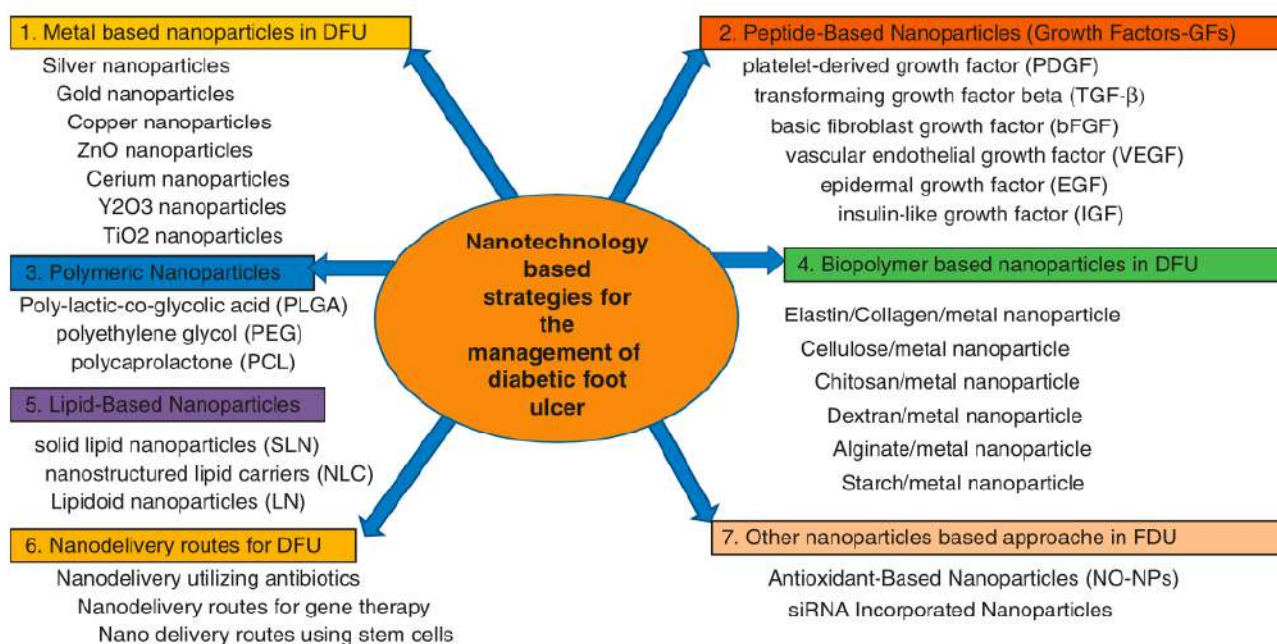 1. Metal based nanoparticles in DFU
Silver nanoparticles
Gold nanoparticles
Copper nanoparticles
ZnO nanoparticles
Cerium nanoparticles
Y2O3 nanoparticles
TiO2 nanoparticles
2. Peptide-Based Nanoparticles (Growth Factors-GFs)
platelet-derived growth factor (PDGF)
transformaing growth factor beta (TGF-β)
basic fibroblast growth factor (bFGF)
vascular endothelial growth factor (VEGF)
epidermal growth factor (EGF)
insulin-like growth factor (IGF)
Nanotechnology
based
strategies for
the
management of
diabetic foot
ulcer
3. Polymeric Nanoparticles
Poly-lactic-co-glycolic acid (PLGA)
polyethylene glycol (PEG)
polycaprolactone (PCL)
4. Biopolymer based nanoparticles in DFU
Elastin/Collagen/metal nanoparticle
Cellulose/metal nanoparticle
Chitosan/metal nanoparticle
Dextran/metal nanoparticle
Alginate/metal nanoparticle
Starch/metal nanoparticle
5. Lipid-Based Nanoparticles
solid lipid nanoparticles (SLN)
nanostructured lipid carriers (NLC)
Lipidoid nanoparticles (LN)
6. Nanodelivery routes for DFU
Nanodelivery utilizing antibiotics
Nanodelivery routes for gene therapy
Nano delivery routes using stem cells
7. Other nanoparticles based approache in FDU
Antioxidant-Based Nanoparticles (NO-NPs)
siRNA Incorporated Nanoparticles